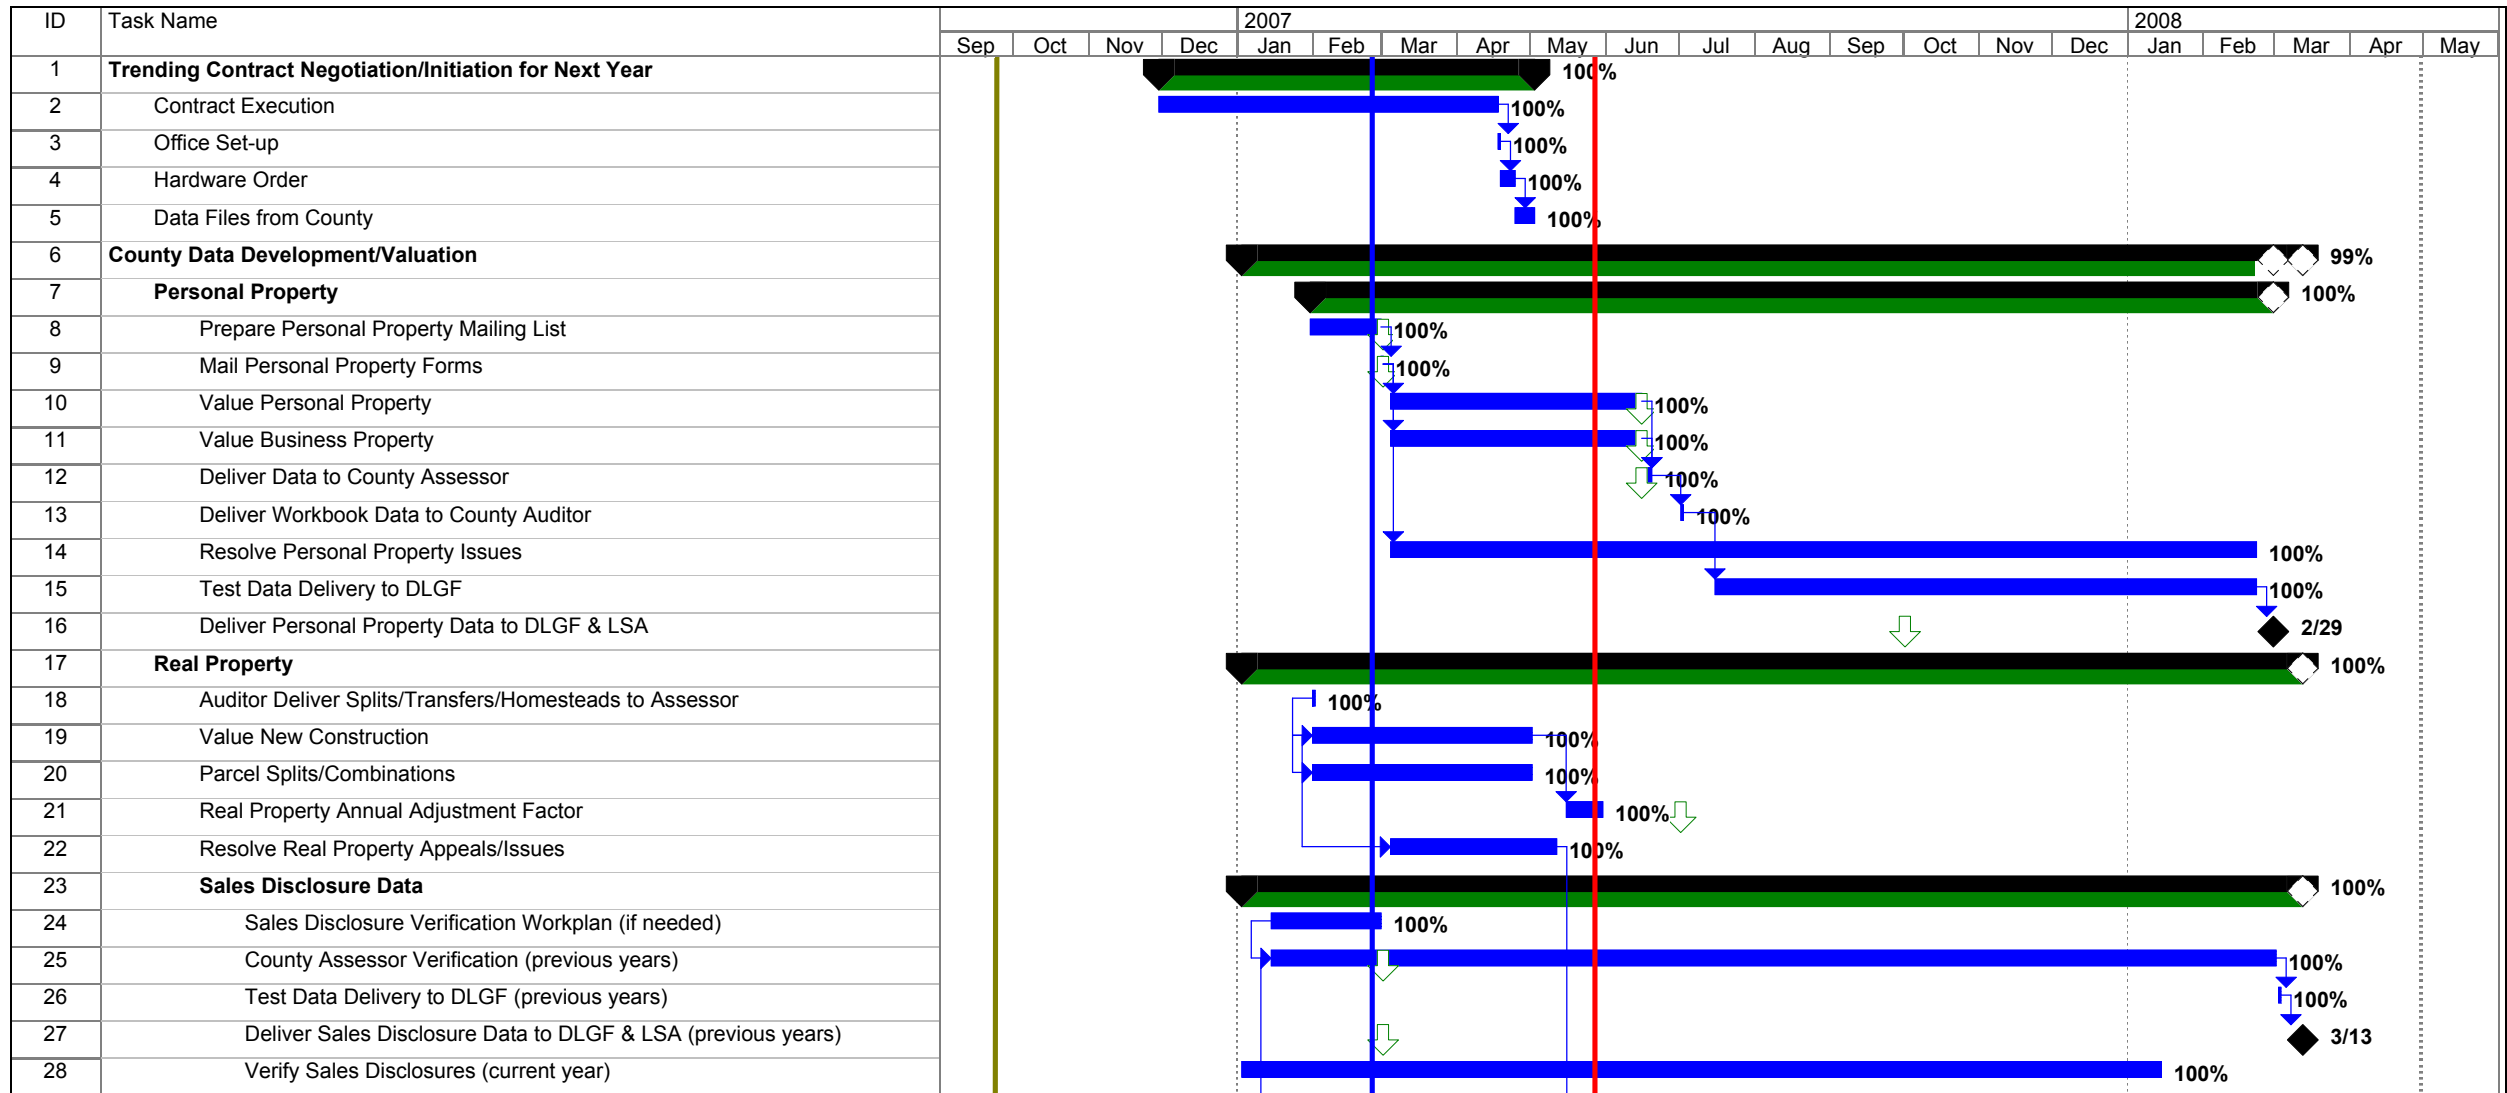 ID Task Name 2007 2008
Sep Oct Nov Dec Jan Feb Mar Apr May Jun Jul Aug Sep Oct Nov Dec Jan Feb Mar Apr May
1 Trending Contract Negotiation/Initiation for Next Year 100%
2 Contract Execution 100%
3 Office Set-up 100%
4 Hardware Order 100%
5 Data Files from County 100%
6 County Data Development/Valuation 99%
7 Personal Property 100%
8 Prepare Personal Property Mailing List 100%
9 Mail Personal Property Forms 100%
10 Value Personal Property 100%
11 Value Business Property 100%
12 Deliver Data to County Assessor 100%
13 Deliver Workbook Data to County Auditor 100%
14 Resolve Personal Property Issues 100%
15 Test Data Delivery to DLGF 100%
16 Deliver Personal Property Data to DLGF & LSA 2/29
17 Real Property 100%
18 Auditor Deliver Splits/Transfers/Homesteads to Assessor 100%
19 Value New Construction 100%
20 Parcel Splits/Combinations 100%
21 Real Property Annual Adjustment Factor 100%
22 Resolve Real Property Appeals/Issues 100%
23 Sales Disclosure Data 100%
24 Sales Disclosure Verification Workplan (if needed) 100%
25 County Assessor Verification (previous years) 100%
26 Test Data Delivery to DLGF (previous years) 100%
27 Deliver Sales Disclosure Data to DLGF & LSA (previous years) 3/13
28 Verify Sales Disclosures (current year) 100%